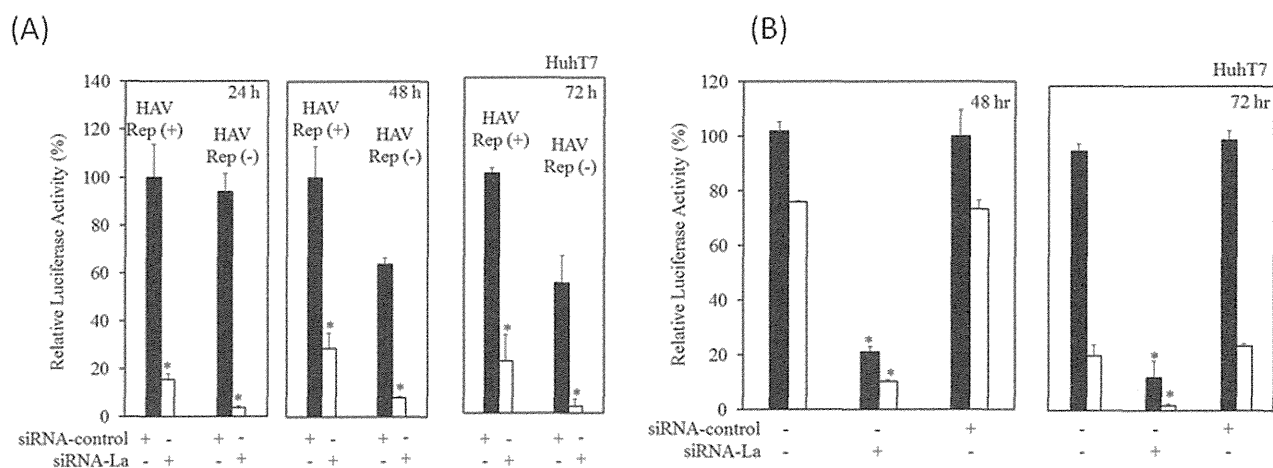 (A)
(B)
HuhT7
Relative Luciferase Activity (%)
140
120
100
80
60
40
20
0
24 h
HAV
Rep (+)
HAV
Rep (-)
*
*
48 h
HAV
Rep (+)
HAV
Rep (-)
*
*
72 h
HAV
Rep (+)
HAV
Rep (-)
*
*
siRNA-control + - + - + - + - + - + -
siRNA-La - + - + - + - + - + - +
HuhT7
Relative Luciferase Activity (%)
120
100
80
60
40
20
0
48 hr
*
*
72 hr
*
*
siRNA-control - - + - - +
siRNA-La - + - - + -